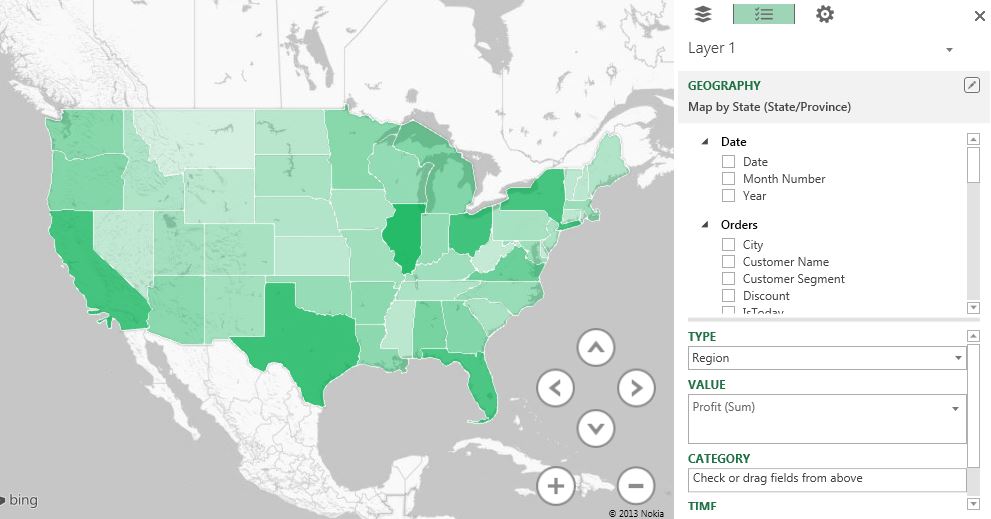 Layer 1
GEOGRAPHY
Map by State (State/Province)
Date
Date
Month Number
Year
Orders
City
Customer Name
Customer Segment
Discount
IsToday
TYPE
Region
VALUE
Profit (Sum)
CATEGORY
Check or drag fields from above
TIME
bing
© 2013 Nokia